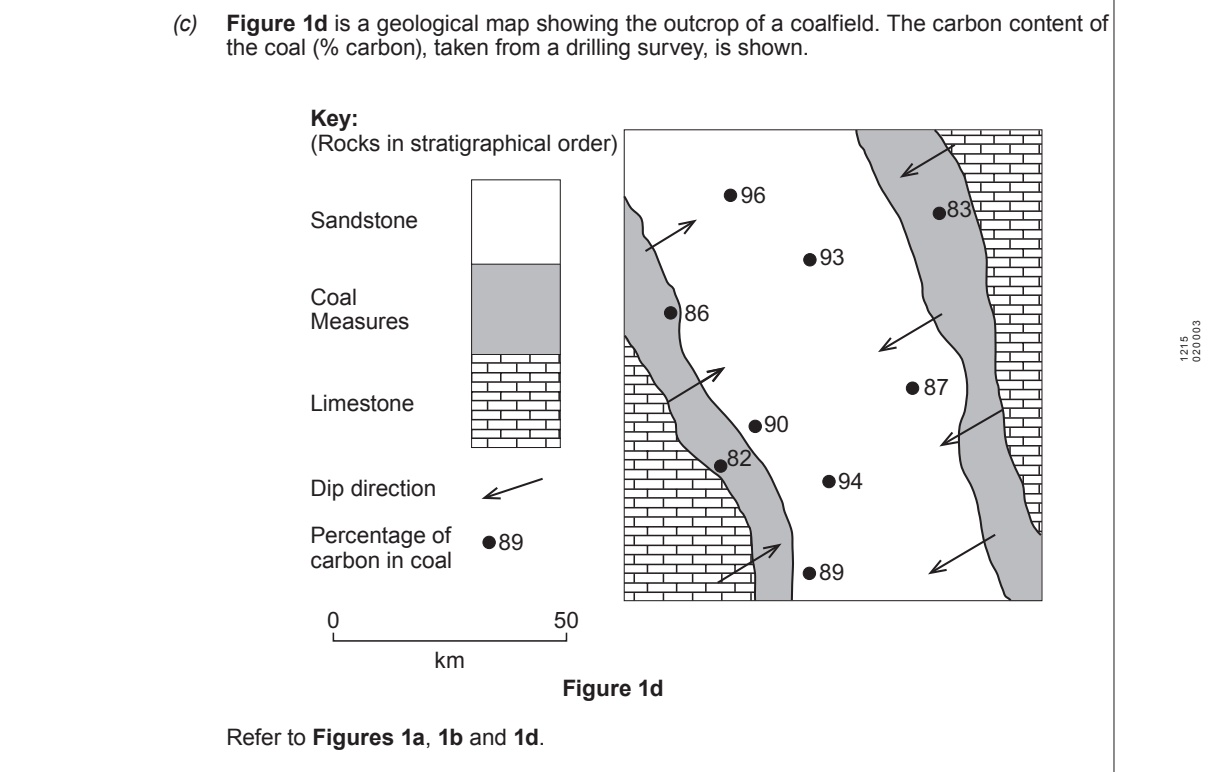 (c) Figure 1d is a geological map showing the outcrop of a coalfield. The carbon content of
the coal (% carbon), taken from a drilling survey, is shown.
Key:
(Rocks in stratigraphical order)
Sandstone
Coal
Measures
Limestone
Dip direction
Percentage of
carbon in coal
89
0 50
km
96
83
93
86
87
90
82
94
89
Figure 1d
Refer to Figures 1a, 1b and 1d.
1215
020003